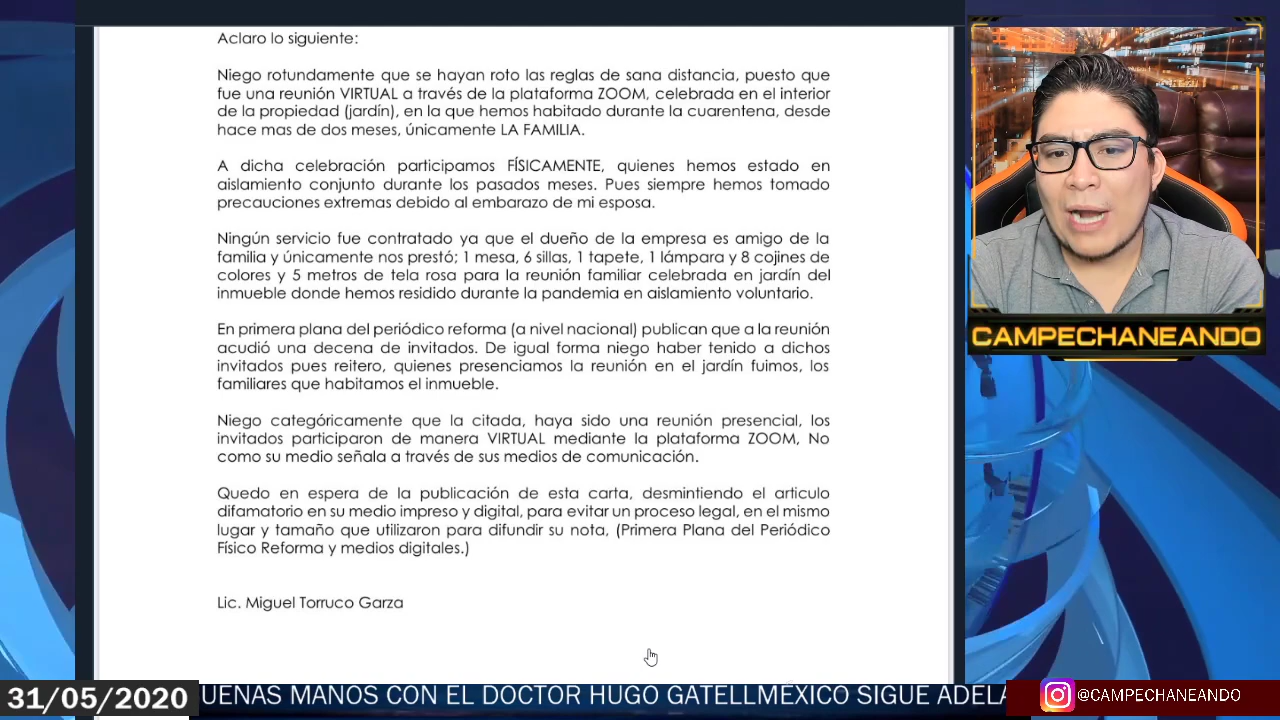 Aclaro lo siguiente:
Niego rotundamente que se hayan roto las reglas de sana distancia, puesto que
fue una reunión VIRTUAL a través de la plataforma ZOOM, celebrada en el interior
de la propiedad (jardín), en la que hemos habitado durante la cuarentena, desde
hace mas de dos meses, únicamente LA FAMILIA.
A dicha celebración participamos FÍSICAMENTE, quienes hemos estado en
aislamiento conjunto durante los pasados meses. Pues siempre hemos tomado
precauciones extremas debido al embarazo de mi esposa.
Ningún servicio fue contratado ya que el dueño de la empresa es amigo de la
familia y únicamente nos prestó; 1 mesa, 6 sillas, 1 tapete, 1 lámpara y 8 cojines de
colores y 5 metros de tela rosa para la reunión familiar celebrada en jardín del
inmueble donde hemos residido durante la pandemia en aislamiento voluntario.
En primera plana del periódico reforma (a nivel nacional) publican que a la reunión
acudió una decena de invitados. De igual forma niego haber tenido a dichos
invitados pues reitero, quienes presenciamos la reunión en el jardín fuimos, los
familiares que habitamos el inmueble.
Niego categóricamente que la citada, haya sido una reunión presencial, los
invitados participaron de manera VIRTUAL mediante la plataforma ZOOM, No
como su medio señala a través de sus medios de comunicación.
Quedo en espera de la publicación de esta carta, desmintiendo el articulo
difamatorio en su medio impreso y digital, para evitar un proceso legal, en el mismo
lugar y tamaño que utilizaron para difundir su nota, (Primera Plana del Periódico
Físico Reforma y medios digitales.)
Lic. Miguel Torruco Garza
CAMPECHANEANDO
31/05/2020
UENAS MANOS CON EL DOCTOR HUGO GATELLMÉXICO SIGUE ADELA
@CAMPECHANEANDO